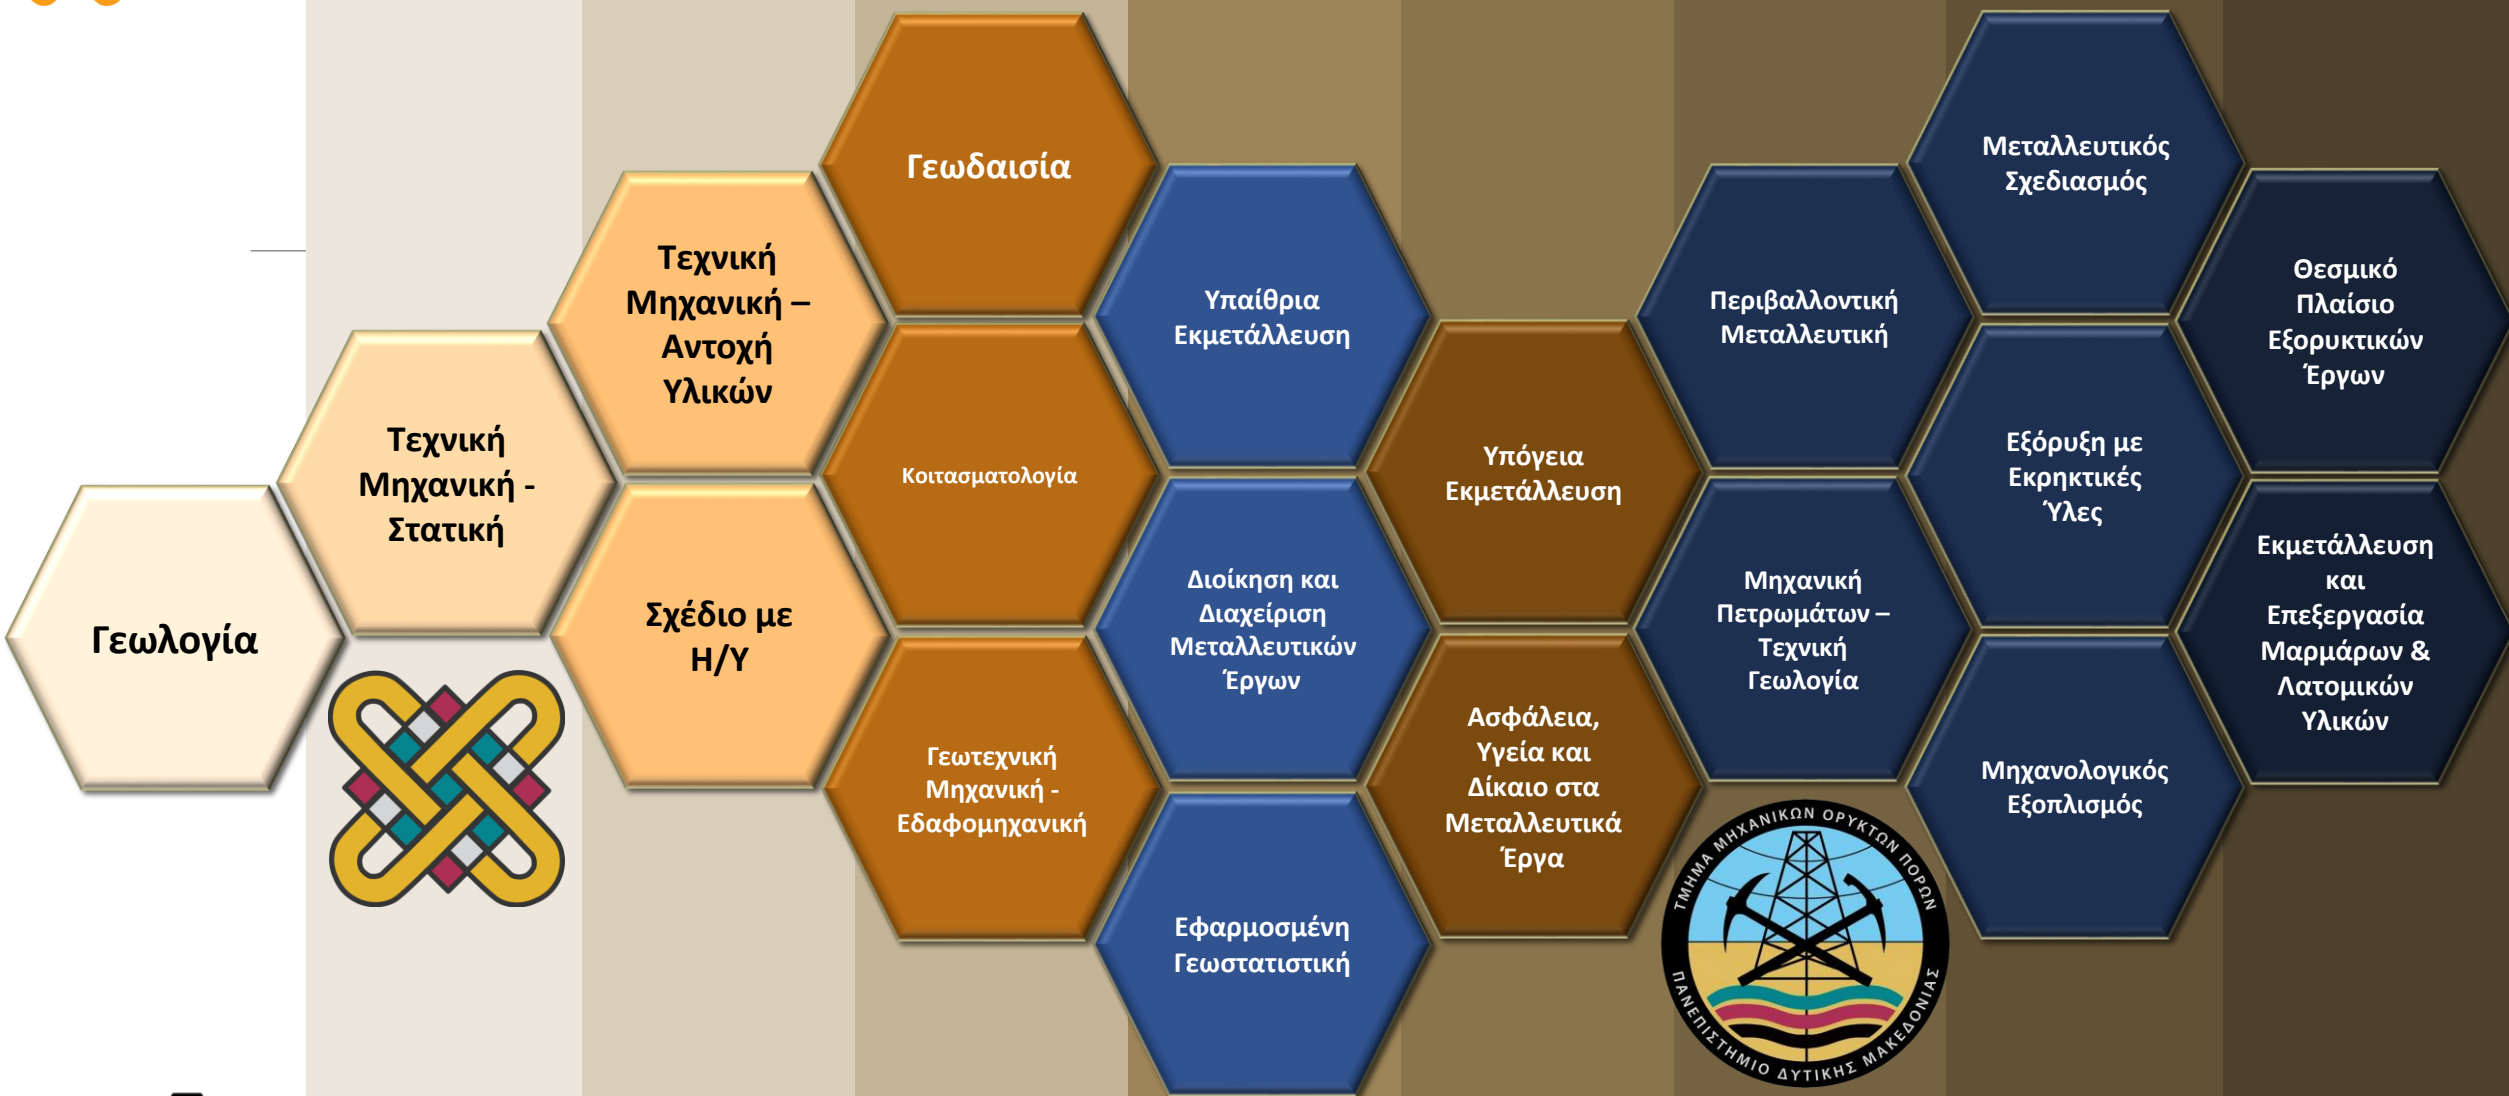 Γεωλογία
Τεχνική
Μηχανική -
Στατική
Τεχνική
Μηχανική –
Αντοχή
Υλικών
Σχέδιο με
Η/Υ
Γεωδαισία
Κοιτασματολογία
Γεωτεχνική
Μηχανική -
Εδαφομηχανική
Υπαίθρια
Εκμετάλλευση
Διοίκηση και
Διαχείριση
Μεταλλευτικών
Έργων
Εφαρμοσμένη
Γεωστατιστική
Υπόγεια
Εκμετάλλευση
Ασφάλεια,
Υγεία και
Δίκαιο στα
Μεταλλευτικά
Έργα
Περιβαλλοντική
Μεταλλευτική
Μηχανική
Πετρωμάτων –
Τεχνική
Γεωλογία
Μεταλλευτικός
Σχεδιασμός
Εξόρυξη με
Εκρηκτικές
Ύλες
Μηχανολογικός
Εξοπλισμός
Θεσμικό
Πλαίσιο
Εξορυκτικών
Έργων
Εκμετάλλευση
και
Επεξεργασία
Μαρμάρων &
Λατομικών
Υλικών
ΤΜΗΜΑ ΜΗΧΑΝΙΚΩΝ ΟΡΥΚΤΩΝ ΠΟΡΩΝ
ΠΑΝΕΠΙΣΤΗΜΙΟ ΔΥΤΙΚΗΣ ΜΑΚΕΔΟΝΙΑΣ